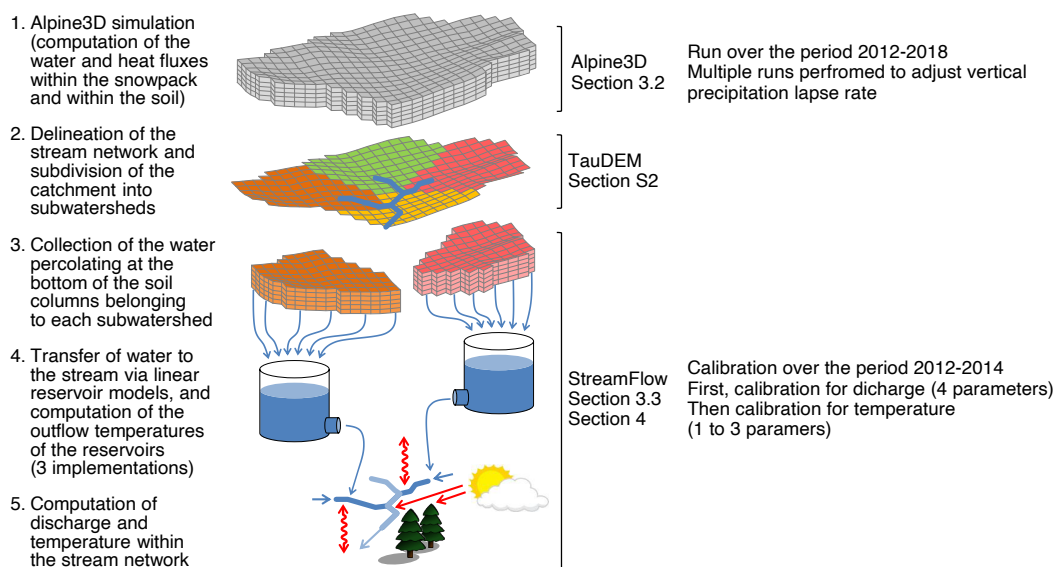 1. Alpine3D simulation
(computation of the
water and heat fluxes
within the snowpack
and within the soil)
Alpine3D
Section 3.2
Run over the period 2012-2018
Multiple runs perfromed to adjust vertical
precipitation lapse rate
2. Delineation of the
stream network and
subdivision of the
catchment into
subwatersheds
TauDEM
Section S2
3. Collection of the water
percolating at the
bottom of the soil
columns belonging
to each subwatershed
4. Transfer of water to
the stream via linear
reservoir models, and
computation of the
outflow temperatures
of the reservoirs
(3 implementations)
5. Computation of
discharge and
temperature within
the stream network
StreamFlow
Section 3.3
Section 4
Calibration over the period 2012-2014
First, calibration for dicharge (4 parameters)
Then calibration for temperature
(1 to 3 paramers)